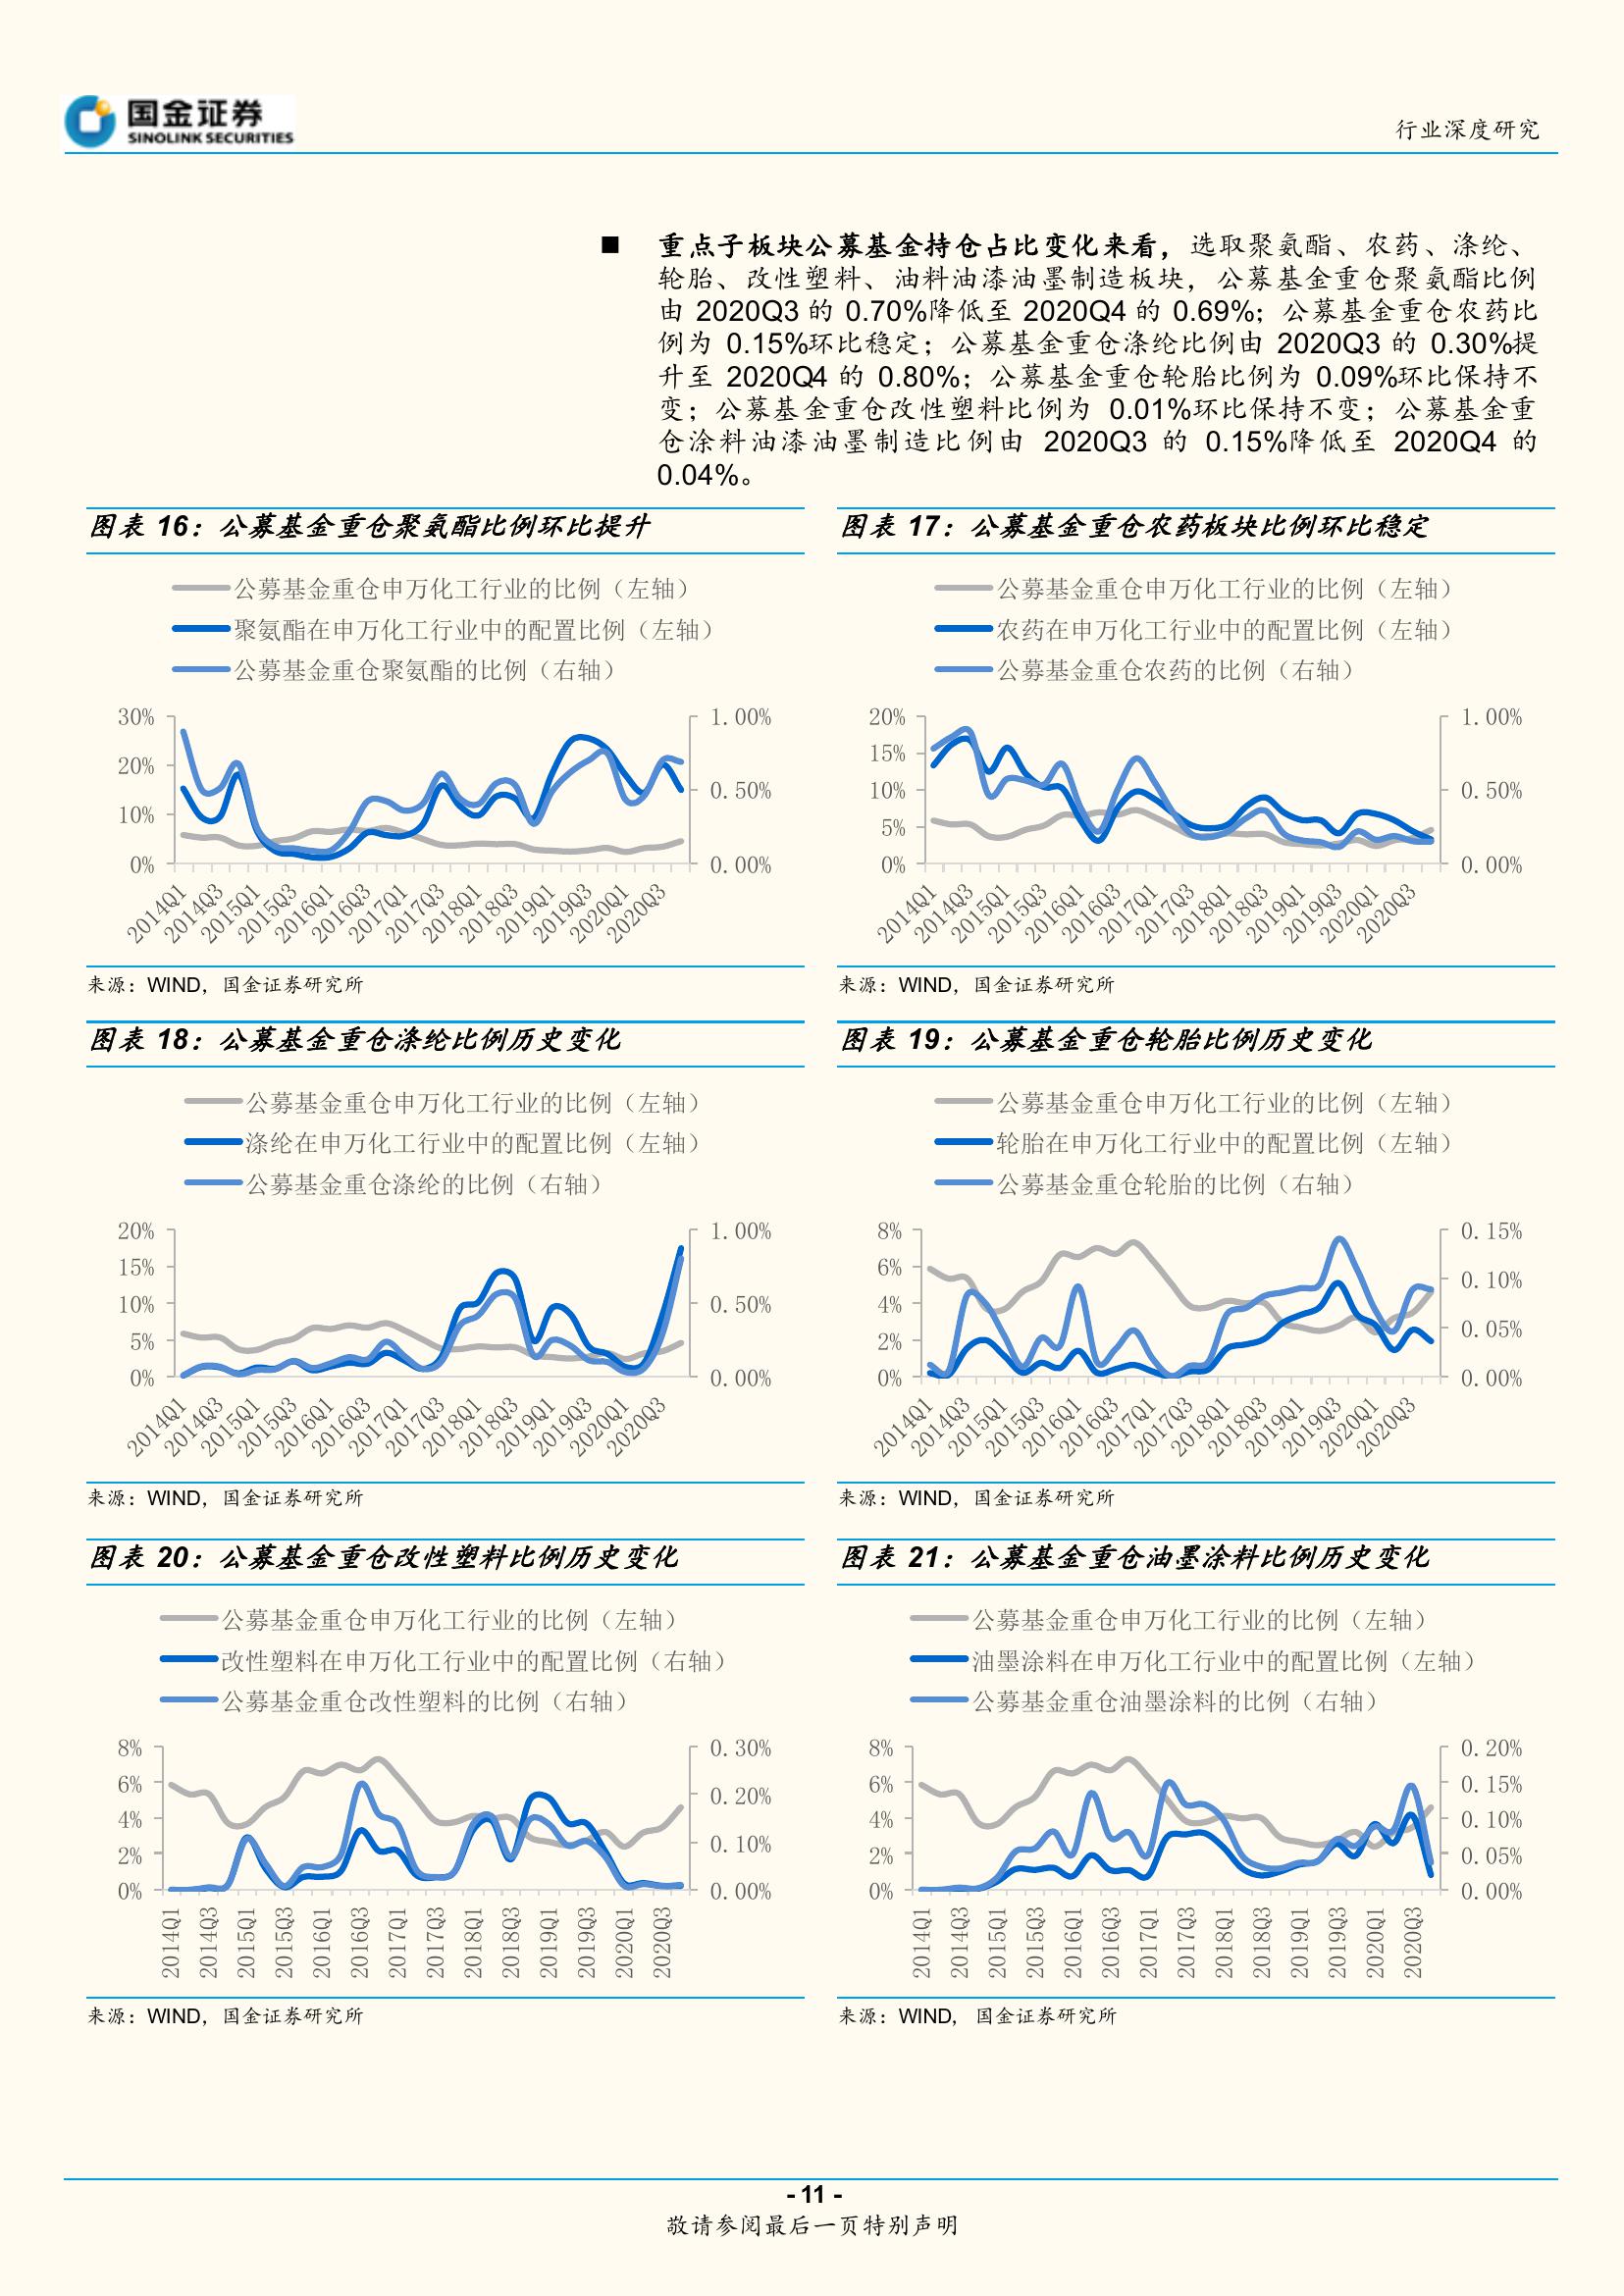 国金证券
SINOLINK SECURITIES
行业深度研究
■ 重点子板块公募基金持仓占比变化来看，选取聚氨酯、农药、涤纶、
轮胎、改性塑料、油料油漆油墨制造板块，公募基金重仓聚氨酯比例
由 2020Q3 的 0.70%降低至 2020Q4 的 0.69%；公募基金重仓农药比
例为 0.15%环比稳定；公募基金重仓涤纶比例由 2020Q3 的 0.30%提
升至 2020Q4 的 0.80%；公募基金重仓轮胎比例为 0.09%环比保持不
变；公募基金重仓改性塑料比例为 0.01%环比保持不变；公募基金重
仓涂料油漆油墨制造比例由 2020Q3 的 0.15%降低至 2020Q4 的
0.04%。
图表 16：公募基金重仓聚氨酯比例环比提升
公募基金重仓申万化工行业的比例（左轴）
聚氨酯在申万化工行业中的配置比例（左轴）
公募基金重仓聚氨酯的比例（右轴）
30%
20%
10%
0%
1.00%
0.50%
0.00%
2014Q1
2014Q3
2015Q1
2015Q3
2016Q1
2016Q3
2017Q1
2017Q3
2018Q1
2018Q3
2019Q1
2019Q3
2020Q1
2020Q3
来源：WIND，国金证券研究所
图表 17：公募基金重仓农药板块比例环比稳定
公募基金重仓申万化工行业的比例（左轴）
农药在申万化工行业中的配置比例（左轴）
公募基金重仓农药的比例（右轴）
20%
15%
10%
5%
0%
1.00%
0.50%
0.00%
2014Q1
2014Q3
2015Q1
2015Q3
2016Q1
2016Q3
2017Q1
2017Q3
2018Q1
2018Q3
2019Q1
2019Q3
2020Q1
2020Q3
来源：WIND，国金证券研究所
图表 18：公募基金重仓涤纶比例历史变化
公募基金重仓申万化工行业的比例（左轴）
涤纶在申万化工行业中的配置比例（左轴）
公募基金重仓涤纶的比例（右轴）
20%
15%
10%
5%
0%
1.00%
0.50%
0.00%
2014Q1
2014Q3
2015Q1
2015Q3
2016Q1
2016Q3
2017Q1
2017Q3
2018Q1
2018Q3
2019Q1
2019Q3
2020Q1
2020Q3
来源：WIND，国金证券研究所
图表 19：公募基金重仓轮胎比例历史变化
公募基金重仓申万化工行业的比例（左轴）
轮胎在申万化工行业中的配置比例（左轴）
公募基金重仓轮胎的比例（右轴）
8%
6%
4%
2%
0%
0.15%
0.10%
0.05%
0.00%
2014Q1
2014Q3
2015Q1
2015Q3
2016Q1
2016Q3
2017Q1
2017Q3
2018Q1
2018Q3
2019Q1
2019Q3
2020Q1
2020Q3
来源：WIND，国金证券研究所
图表 20：公募基金重仓改性塑料比例历史变化
公募基金重仓申万化工行业的比例（左轴）
改性塑料在申万化工行业中的配置比例（右轴）
公募基金重仓改性塑料的比例（右轴）
8%
6%
4%
2%
0%
0.30%
0.20%
0.10%
0.00%
2014Q1
2014Q3
2015Q1
2015Q3
2016Q1
2016Q3
2017Q1
2017Q3
2018Q1
2018Q3
2019Q1
2019Q3
2020Q1
2020Q3
来源：WIND，国金证券研究所
图表 21：公募基金重仓油墨涂料比例历史变化
公募基金重仓申万化工行业的比例（左轴）
油墨涂料在申万化工行业中的配置比例（左轴）
公募基金重仓油墨涂料的比例（右轴）
8%
6%
4%
2%
0%
0.20%
0.15%
0.10%
0.05%
0.00%
2014Q1
2014Q3
2015Q1
2015Q3
2016Q1
2016Q3
2017Q1
2017Q3
2018Q1
2018Q3
2019Q1
2019Q3
2020Q1
2020Q3
来源：WIND，国金证券研究所
- 11 -
敬请参阅最后一页特别声明